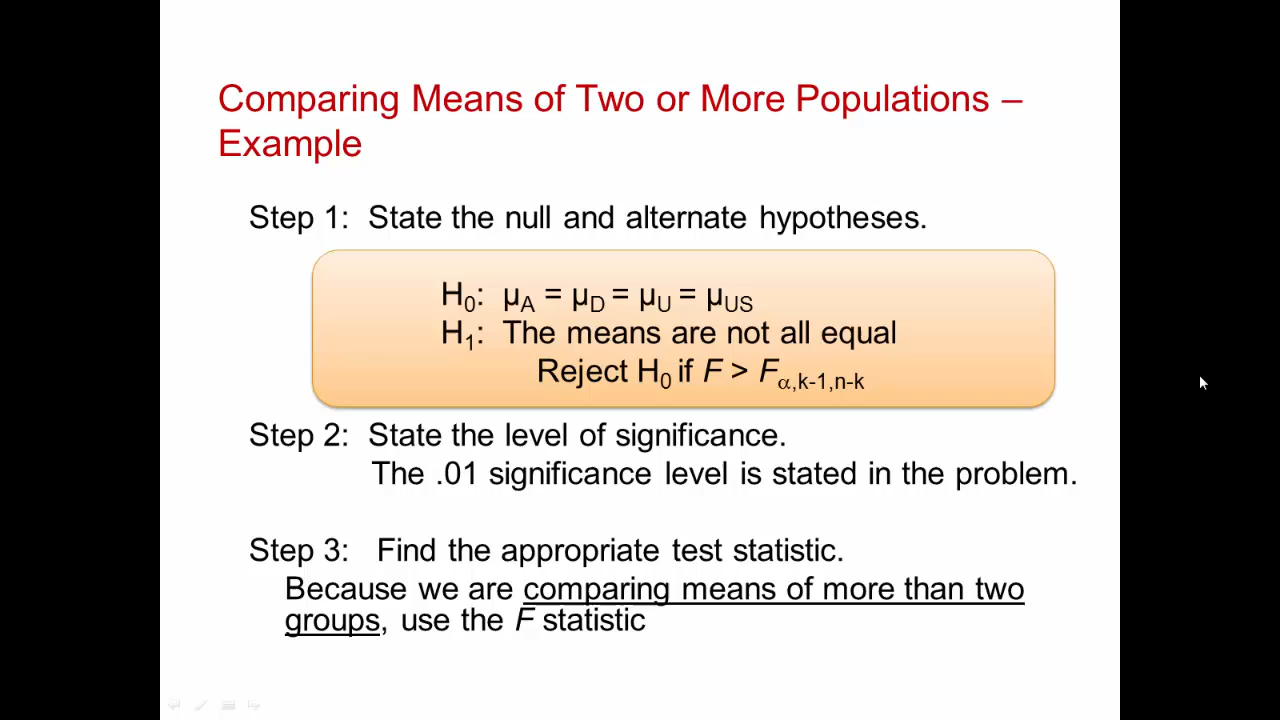 Comparing Means of Two or More Populations –
Example
Step 1: State the null and alternate hypotheses.
H₀: µA = µD = µU = µUS
H₁: The means are not all equal
Reject H₀ if F > Fα,k-1,n-k
Step 2: State the level of significance.
The .01 significance level is stated in the problem.
Step 3: Find the appropriate test statistic.
Because we are comparing means of more than two
groups, use the F statistic